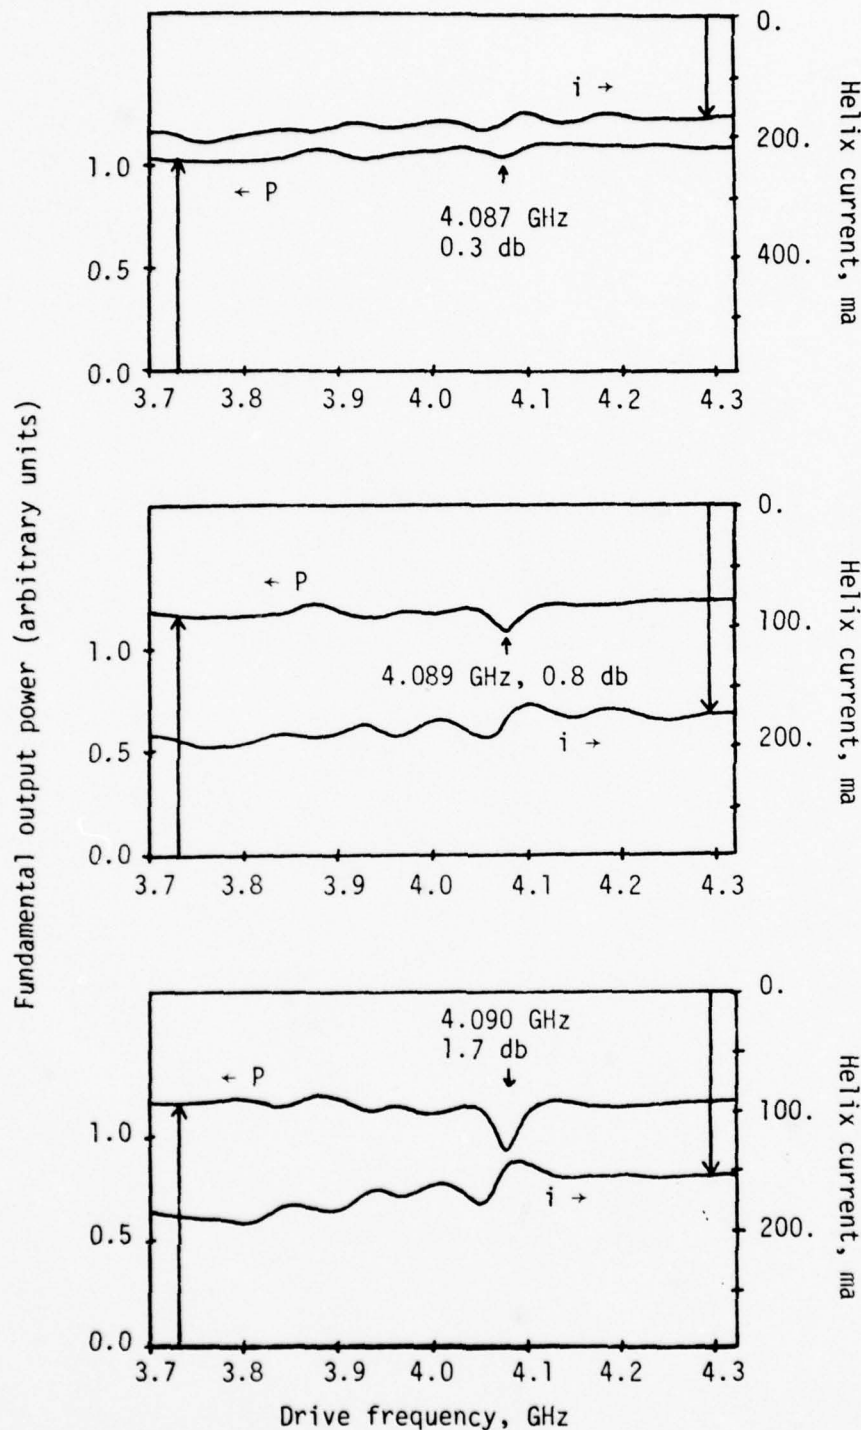 0.
i →
200.
1.0
← P
4.087 GHz
0.3 db
0.5
400.
0.0
3.7 3.8 3.9 4.0 4.1 4.2 4.3
Helix current, ma
0.
← P
100.
1.0
4.089 GHz, 0.8 db
0.5
i →
200.
0.0
3.7 3.8 3.9 4.0 4.1 4.2 4.3
Helix current, ma
Fundamental output power (arbitrary units)
0.
4.090 GHz
1.7 db
← P
100.
1.0
i →
0.5
200.
0.0
3.7 3.8 3.9 4.0 4.1 4.2 4.3
Helix current, ma
Drive frequency, GHz